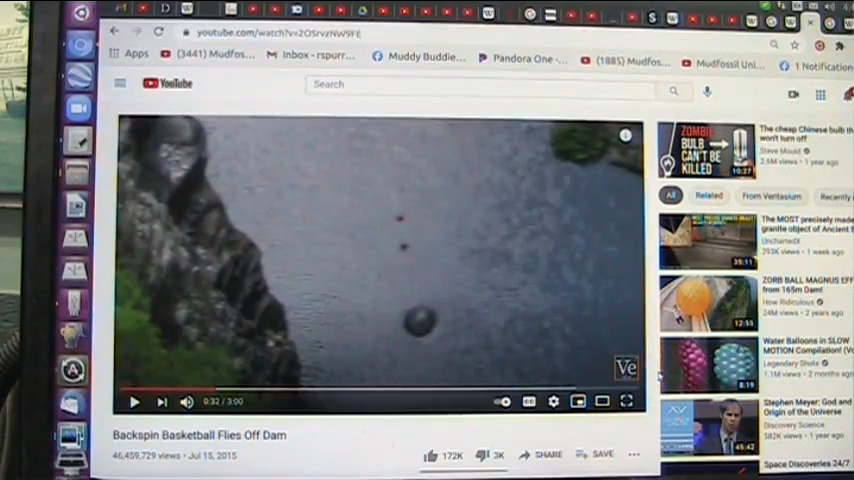 youtube.com/watch?v=2OSrvzNW9FE
Apps (3441) Mudfos... Inbox - rspurr... Muddy Buddie... Pandora One -... (1885) Mudfos... Mudfossil Uni... 1 Notification
YouTube
Search
ZOMBIE
BULB
CAN'T BE
KILLED
10:27
The cheap Chinese bulb that
won't turn off
Steve Mould
2.6M views • 1 year ago
All Related From Veritasium Recently
The MOST precisely made
granite object of Ancient
UnchartedX
293K views • 1 week ago
35:11
ZORB BALL MAGNUS EFF
from 165m Dam!
How Ridiculous
24M views • 2 years ago
12:55
Water Balloons in SLOW
MOTION Compilation!
Legendary Shots
1.1M views • 2 months ago
8:19
Stephen Meyer: God and
Origin of the Universe
Discovery Science
582K views • 1 year ago
45:42
Space Discoveries 24/7
Ve
0:32 / 3:00
Backspin Basketball Flies Off Dam
46,459,729 views • Jul 15, 2015
172K 3K SHARE SAVE